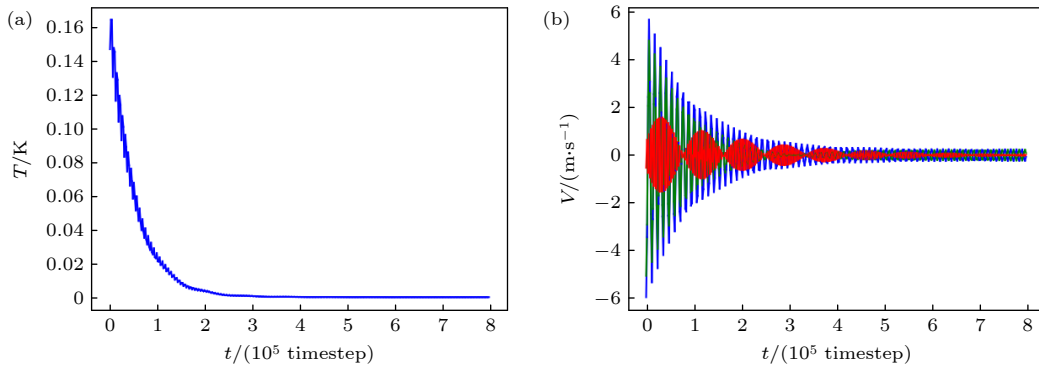 (a)
0.16
0.14
0.12
0.10
0.08
0.06
0.04
0.02
0
T/K
0 1 2 3 4 5 6 7 8
t/(10⁵ timestep)
(b)
6
4
2
0
−2
−4
−6
V/(m·s⁻¹)
0 1 2 3 4 5 6 7 8
t/(10⁵ timestep)